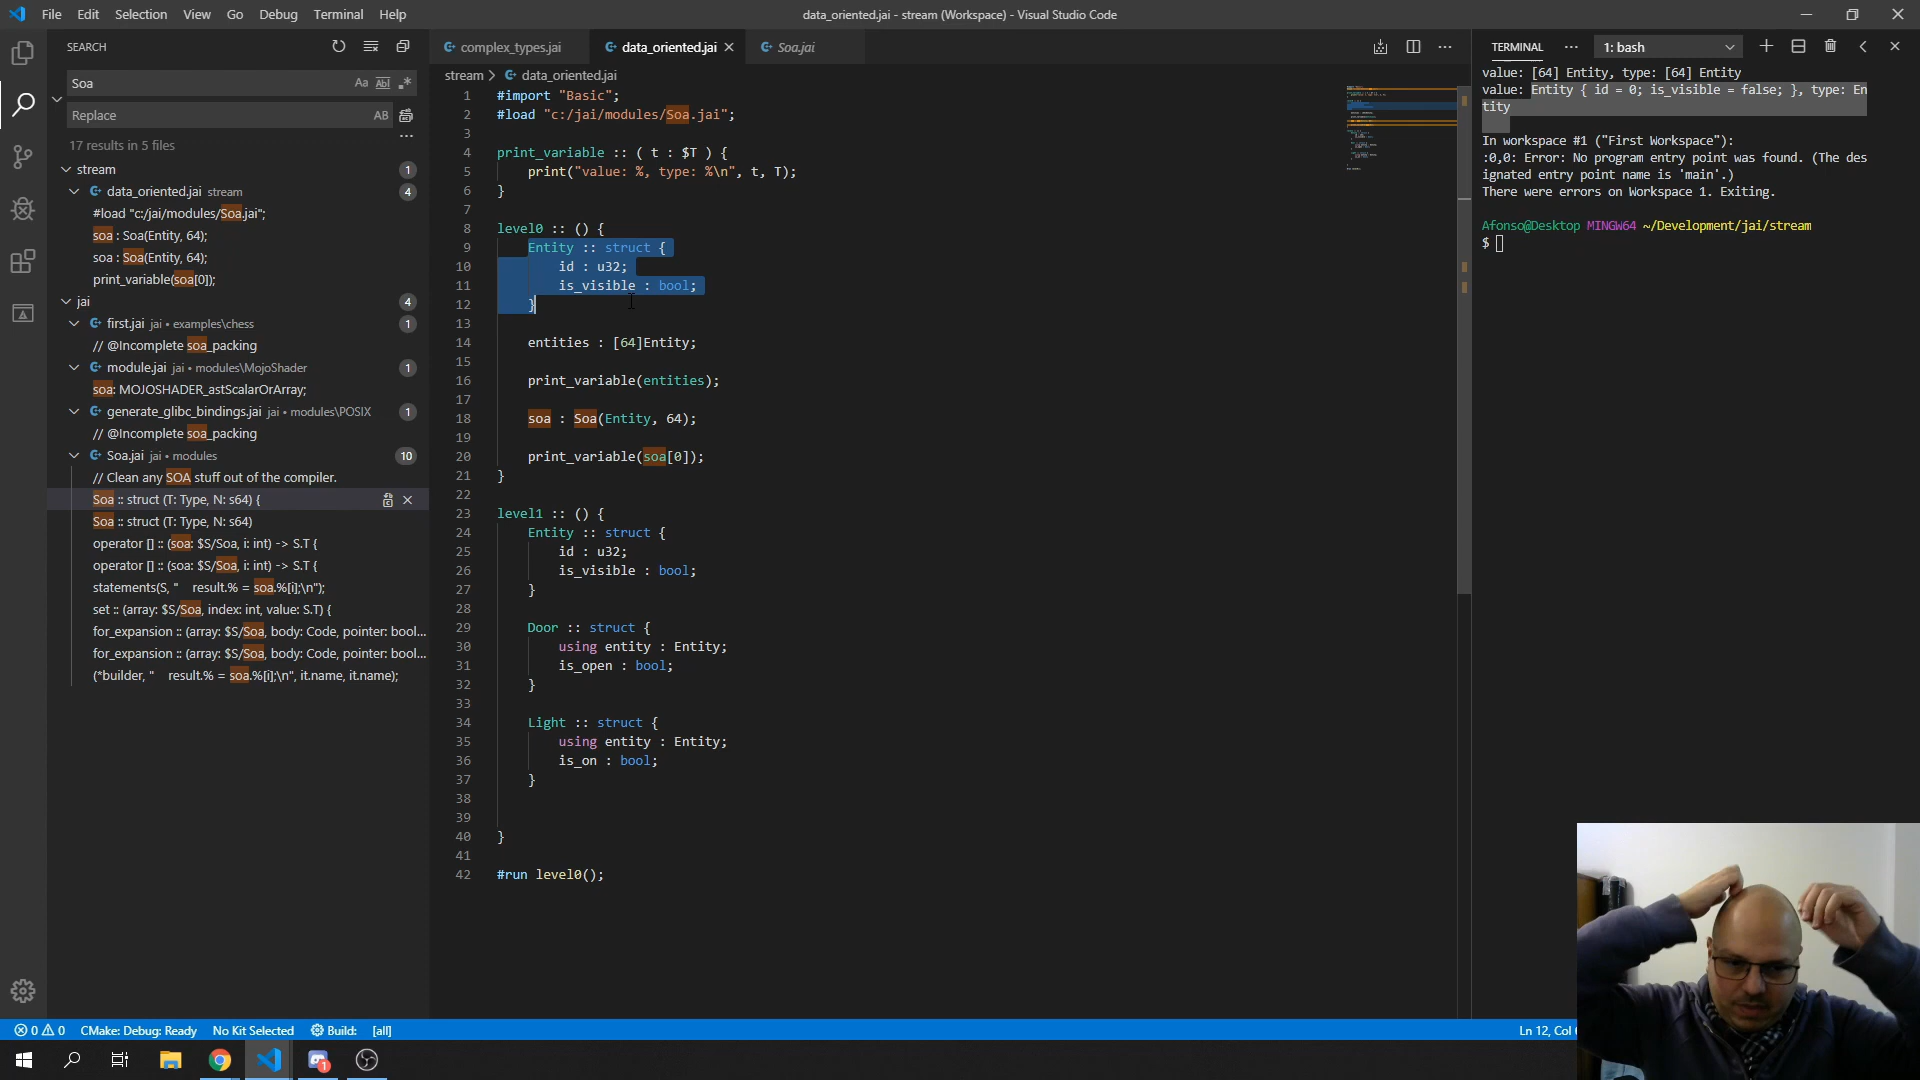 File Edit Selection View Go Debug Terminal Help
data_oriented.jai - stream (Workspace) - Visual Studio Code
SEARCH
Soa
Aa Abl .*
Replace
AB
17 results in 5 files
stream 1
data_oriented.jai stream 4
#load "c:/jai/modules/Soa.jai";
soa : Soa(Entity, 64);
soa : Soa(Entity, 64);
print_variable(soa[0]);
jai 4
first.jai jai • examples\chess 1
// @Incomplete soa_packing
module.jai jai • modules\MojoShader 1
soa: MOJOSHADER_astScalarOrArray;
generate_glibc_bindings.jai jai • modules\POSIX 1
// @Incomplete soa_packing
Soa.jai jai • modules 10
// Clean any SOA stuff out of the compiler.
Soa :: struct (T: Type, N: s64) {
Soa :: struct (T: Type, N: s64)
operator [] :: (soa: $S/Soa, i: int) -> S.T {
operator [] :: (soa: $S/Soa, i: int) -> S.T {
statements(S, "    result.% = soa.%[i];\n");
set :: (array: $S/Soa, index: int, value: S.T) {
for_expansion :: (array: $S/Soa, body: Code, pointer: bool...
for_expansion :: (array: $S/Soa, body: Code, pointer: bool...
(*builder, "    result.% = soa.%[i];\n", it.name, it.name);
complex_types.jai data_oriented.jai Soa.jai
stream > data_oriented.jai
1 #import "Basic";
2 #load "c:/jai/modules/Soa.jai";
3
4 print_variable :: ( t : $T ) {
5     print("value: %, type: %\n", t, T);
6 }
7
8 level0 :: () {
9     Entity :: struct {
10         id : u32;
11         is_visible : bool;
12     }
13
14     entities : [64]Entity;
15
16     print_variable(entities);
17
18     soa : Soa(Entity, 64);
19
20     print_variable(soa[0]);
21 }
22
23 level1 :: () {
24     Entity :: struct {
25         id : u32;
26         is_visible : bool;
27     }
28
29     Door :: struct {
30         using entity : Entity;
31         is_open : bool;
32     }
33
34     Light :: struct {
35         using entity : Entity;
36         is_on : bool;
37     }
38
39
40 }
41
42 #run level0();
TERMINAL ··· 1: bash
value: [64] Entity, type: [64] Entity
value: Entity { id = 0; is_visible = false; }, type: En
tity
In workspace #1 ("First Workspace"):
:0,0: Error: No program entry point was found. (The des
ignated entry point name is 'main'.)
There were errors on Workspace 1. Exiting.
Afonso@Desktop MINGW64 ~/Development/jai/stream
$
0 0 CMake: Debug: Ready No Kit Selected Build: [all]
Ln 12, Col
1